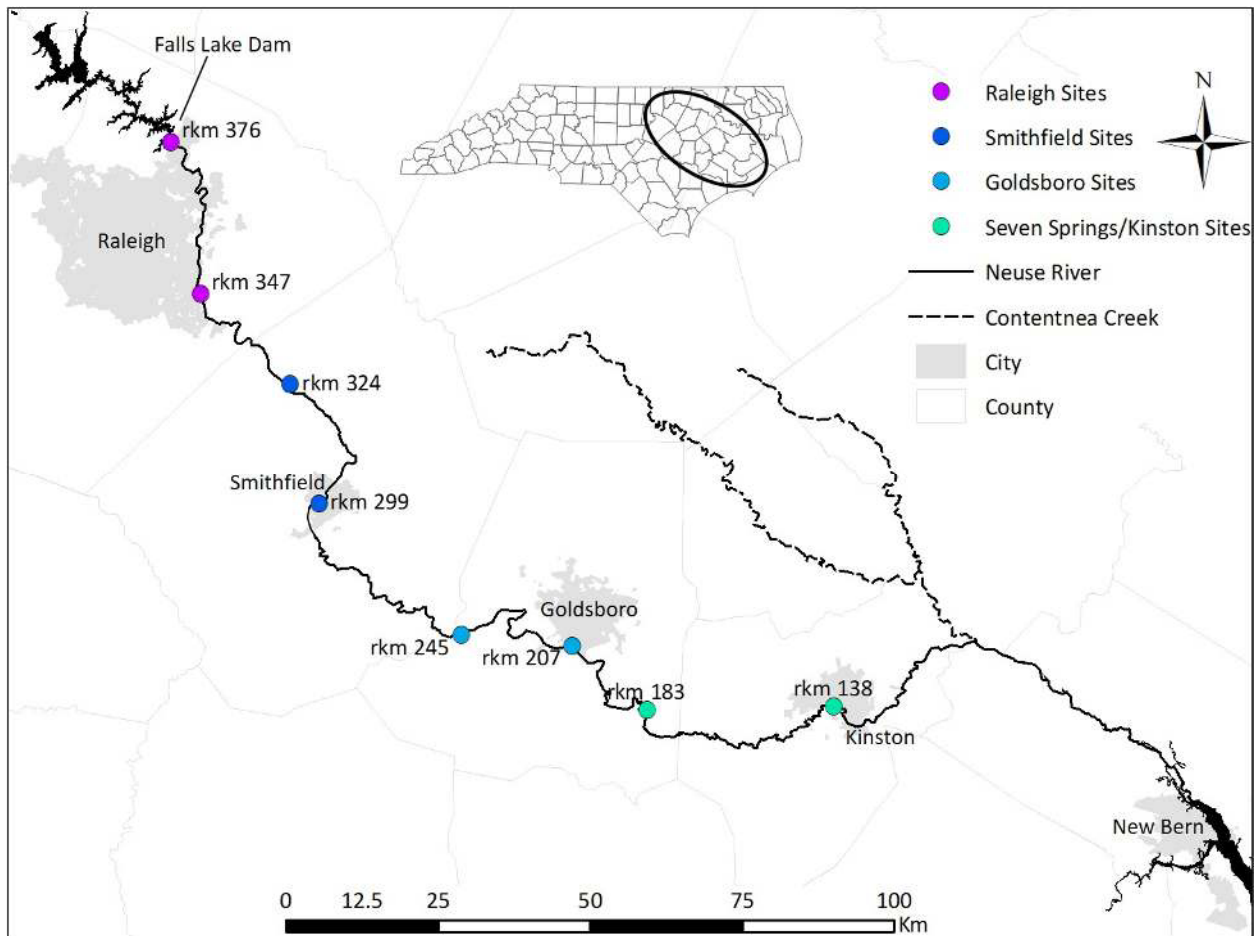 Falls Lake Dam
rkm 376
Raleigh
rkm 347
rkm 324
Smithfield
rkm 299
rkm 245
Goldsboro
rkm 207
rkm 183
rkm 138
Kinston
New Bern
N
Raleigh Sites
Smithfield Sites
Goldsboro Sites
Seven Springs/Kinston Sites
Neuse River
Contentnea Creek
City
County
0 12.5 25 50 75 100
Km